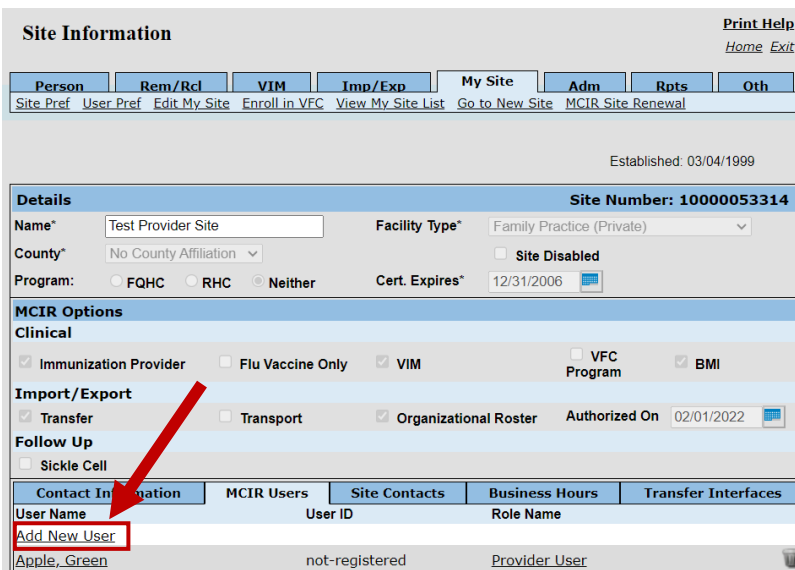 Site Information
Print Help
Home Exit
Person Rem/Rcl VIM Imp/Exp My Site Adm Rpts Oth
Site Pref User Pref Edit My Site Enroll in VFC View My Site List Go to New Site MCIR Site Renewal
Established: 03/04/1999
Details Site Number: 10000053314
Name* Test Provider Site Facility Type* Family Practice (Private)
County* No County Affiliation Site Disabled
Program: FQHC RHC Neither Cert. Expires* 12/31/2006
MCIR Options
Clinical
Immunization Provider Flu Vaccine Only VIM VFC Program BMI
Import/Export
Transfer Transport Organizational Roster Authorized On 02/01/2022
Follow Up
Sickle Cell
Contact Information MCIR Users Site Contacts Business Hours Transfer Interfaces
User Name User ID Role Name
Add New User
Apple, Green not-registered Provider User